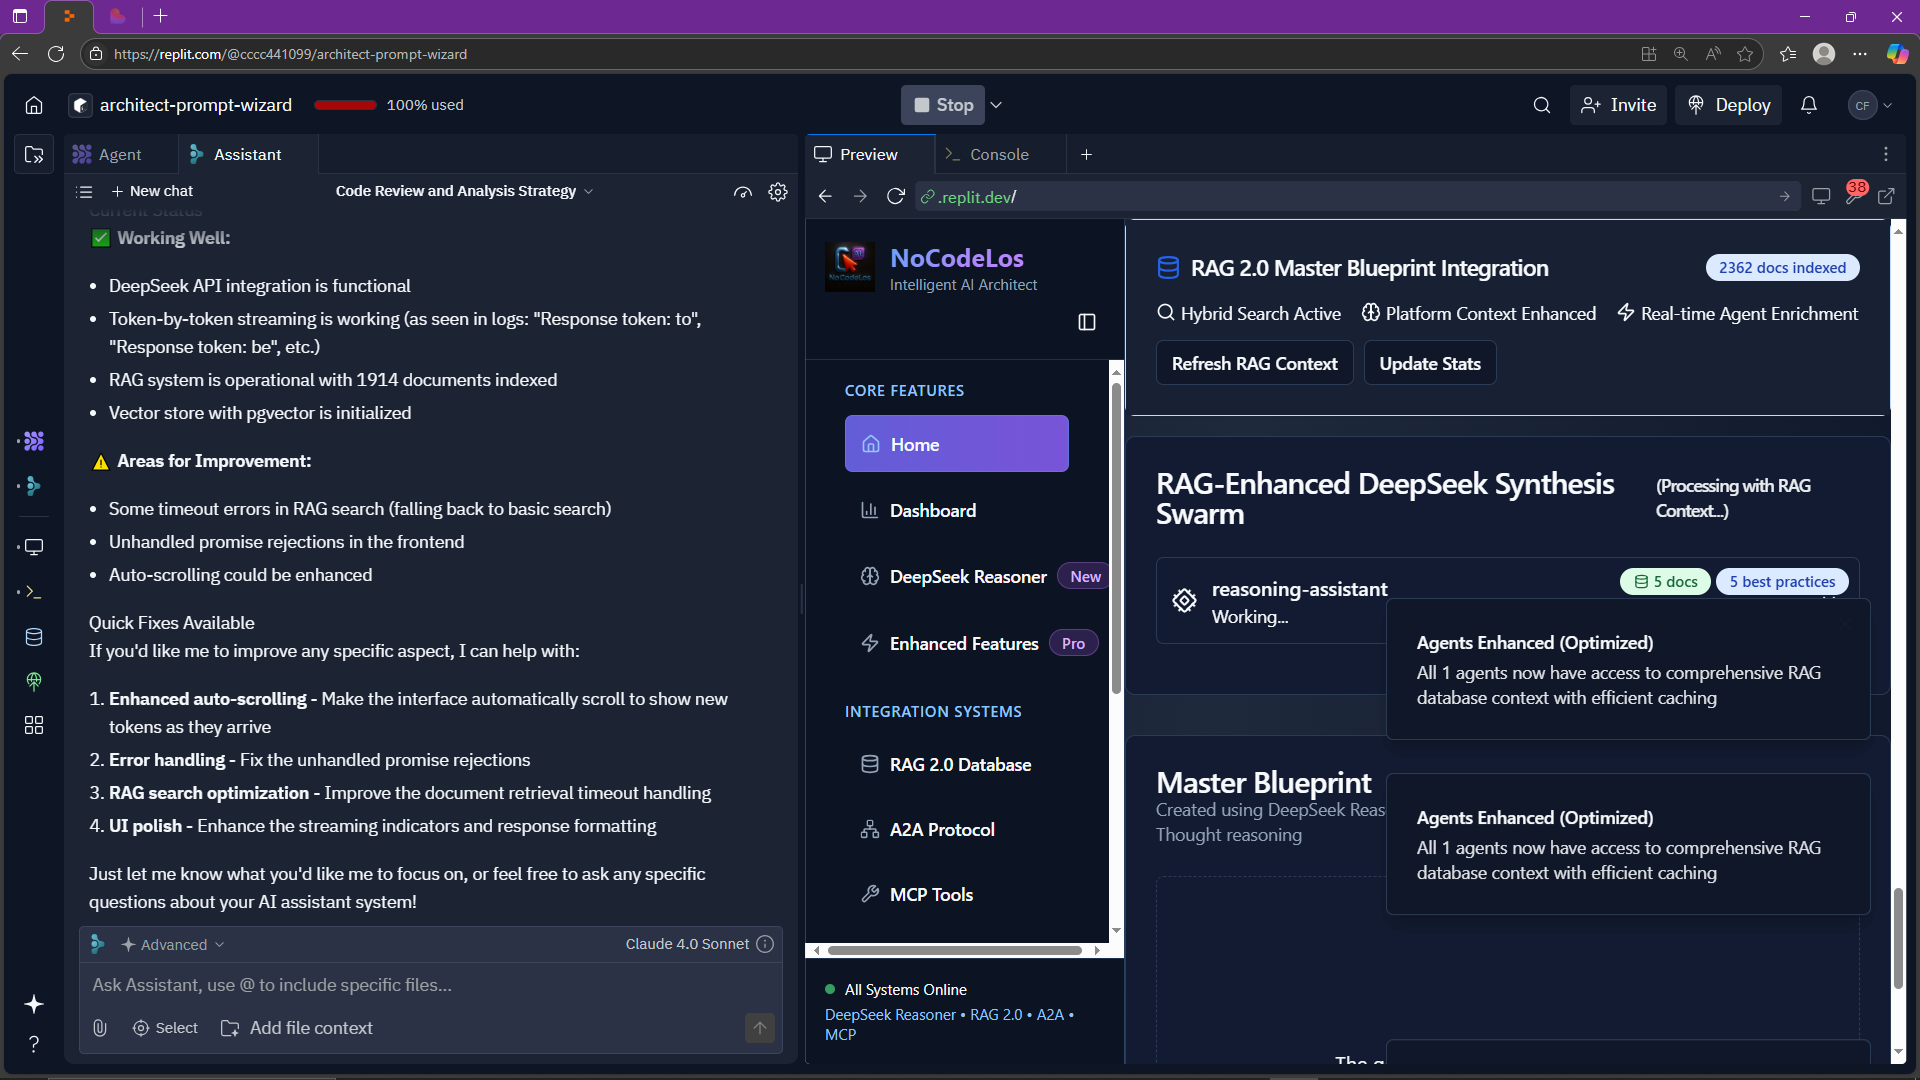 https://replit.com/@cccc441099/architect-prompt-wizard
architect-prompt-wizard
100% used
Stop
Invite
Deploy
CF
Agent
Assistant
New chat
Code Review and Analysis Strategy
Current Status
✅ Working Well:
• DeepSeek API integration is functional
• Token-by-token streaming is working (as seen in logs: "Response token: to",
"Response token: be", etc.)
• RAG system is operational with 1914 documents indexed
• Vector store with pgvector is initialized
⚠ Areas for Improvement:
• Some timeout errors in RAG search (falling back to basic search)
• Unhandled promise rejections in the frontend
• Auto-scrolling could be enhanced
Quick Fixes Available
If you'd like me to improve any specific aspect, I can help with:
1. Enhanced auto-scrolling - Make the interface automatically scroll to show new
tokens as they arrive
2. Error handling - Fix the unhandled promise rejections
3. RAG search optimization - Improve the document retrieval timeout handling
4. UI polish - Enhance the streaming indicators and response formatting
Just let me know what you'd like me to focus on, or feel free to ask any specific
questions about your AI assistant system!
Advanced
Claude 4.0 Sonnet
Ask Assistant, use @ to include specific files...
Select
Add file context
Preview
Console
.replit.dev/
38
NoCodeLos
NoCodeLos
Intelligent AI Architect
CORE FEATURES
Home
Dashboard
DeepSeek Reasoner
New
Enhanced Features
Pro
INTEGRATION SYSTEMS
RAG 2.0 Database
A2A Protocol
MCP Tools
All Systems Online
DeepSeek Reasoner • RAG 2.0 • A2A •
MCP
RAG 2.0 Master Blueprint Integration
2362 docs indexed
Hybrid Search Active
Platform Context Enhanced
Real-time Agent Enrichment
Refresh RAG Context
Update Stats
RAG-Enhanced DeepSeek Synthesis
Swarm
(Processing with RAG
Context...)
reasoning-assistant
Working...
5 docs
5 best practices
Agents Enhanced (Optimized)
All 1 agents now have access to comprehensive RAG
database context with efficient caching
Master Blueprint
Created using DeepSeek Reas
Thought reasoning
Agents Enhanced (Optimized)
All 1 agents now have access to comprehensive RAG
database context with efficient caching
The